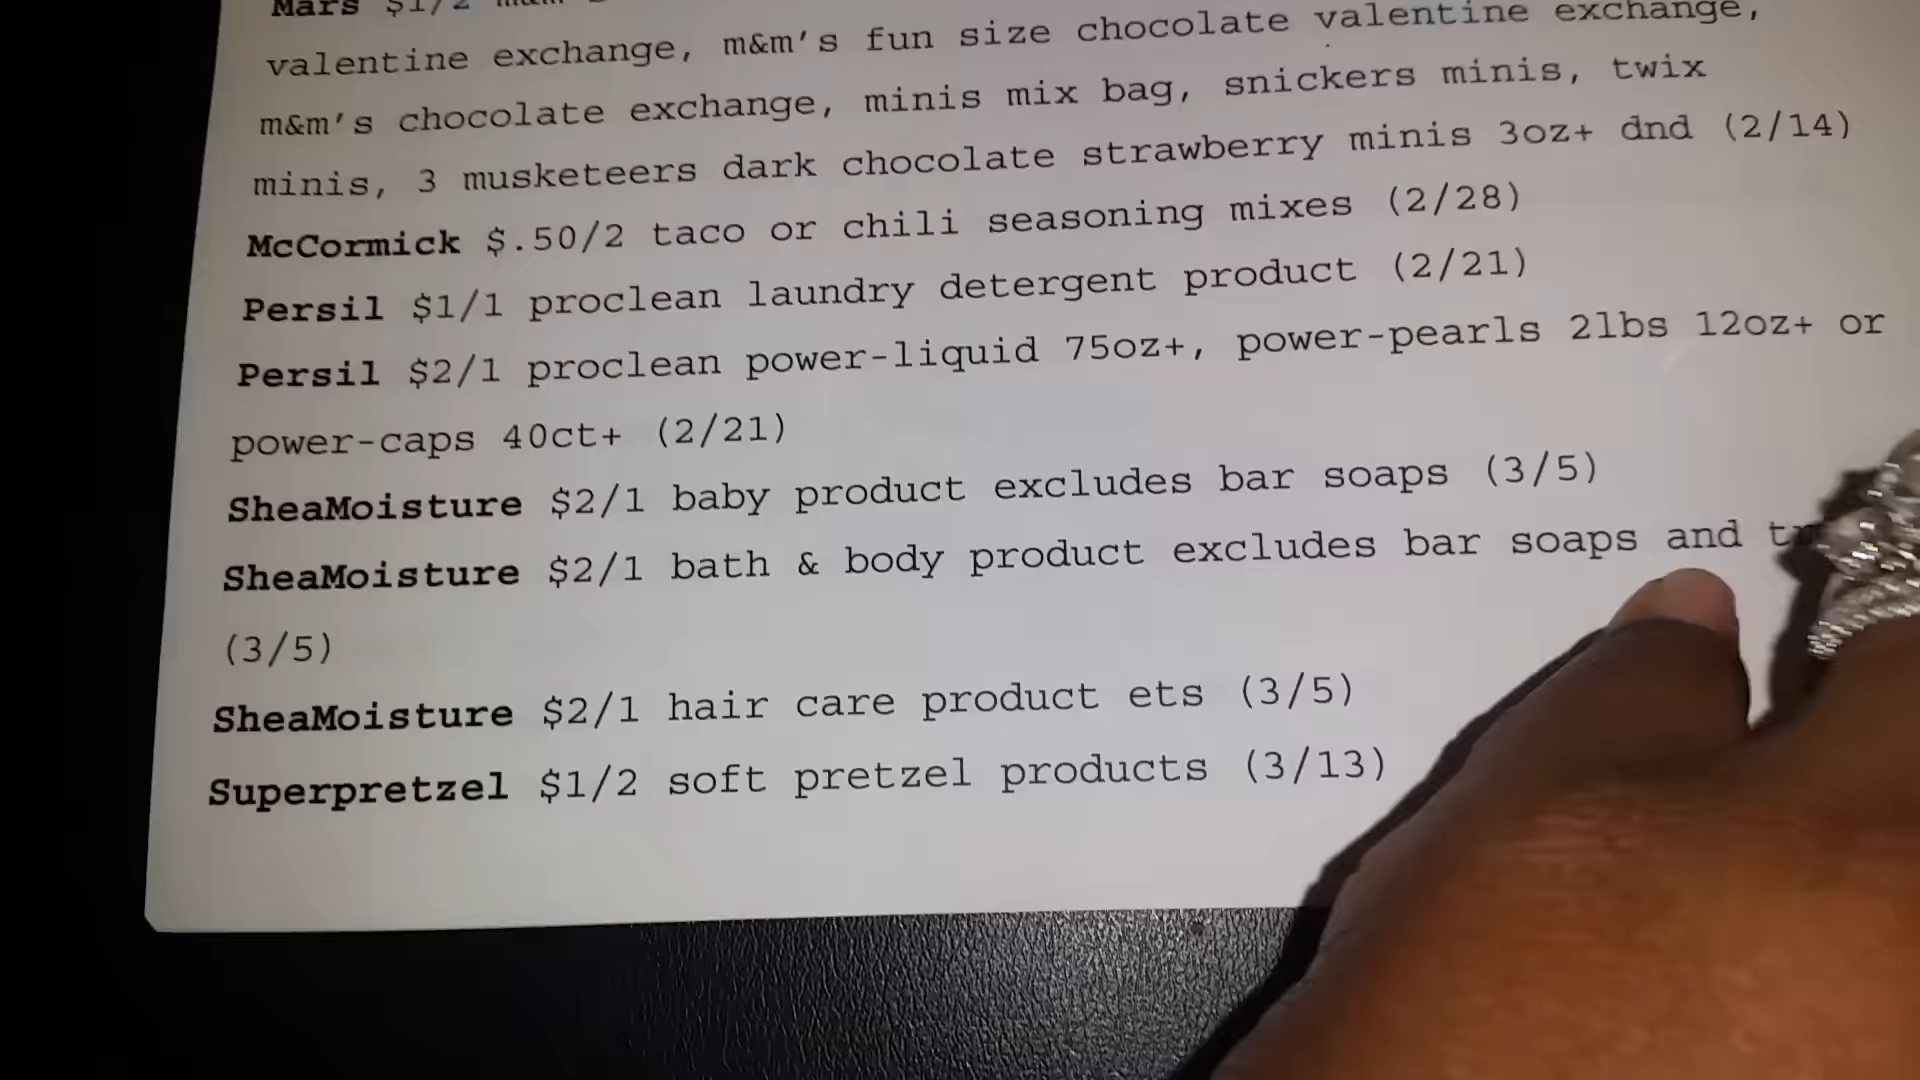 Mars $1/2
valentine exchange, m&m's fun size chocolate valentine exchange,
m&m's chocolate exchange, minis mix bag, snickers minis, twix
minis, 3 musketeers dark chocolate strawberry minis 3oz+ dnd (2/14)
McCormick $.50/2 taco or chili seasoning mixes (2/28)
Persil $1/1 proclean laundry detergent product (2/21)
Persil $2/1 proclean power-liquid 75oz+, power-pearls 2lbs 12oz+ or
power-caps 40ct+ (2/21)
SheaMoisture $2/1 baby product excludes bar soaps (3/5)
SheaMoisture $2/1 bath & body product excludes bar soaps and
(3/5)
SheaMoisture $2/1 hair care product ets (3/5)
Superpretzel $1/2 soft pretzel products (3/13)